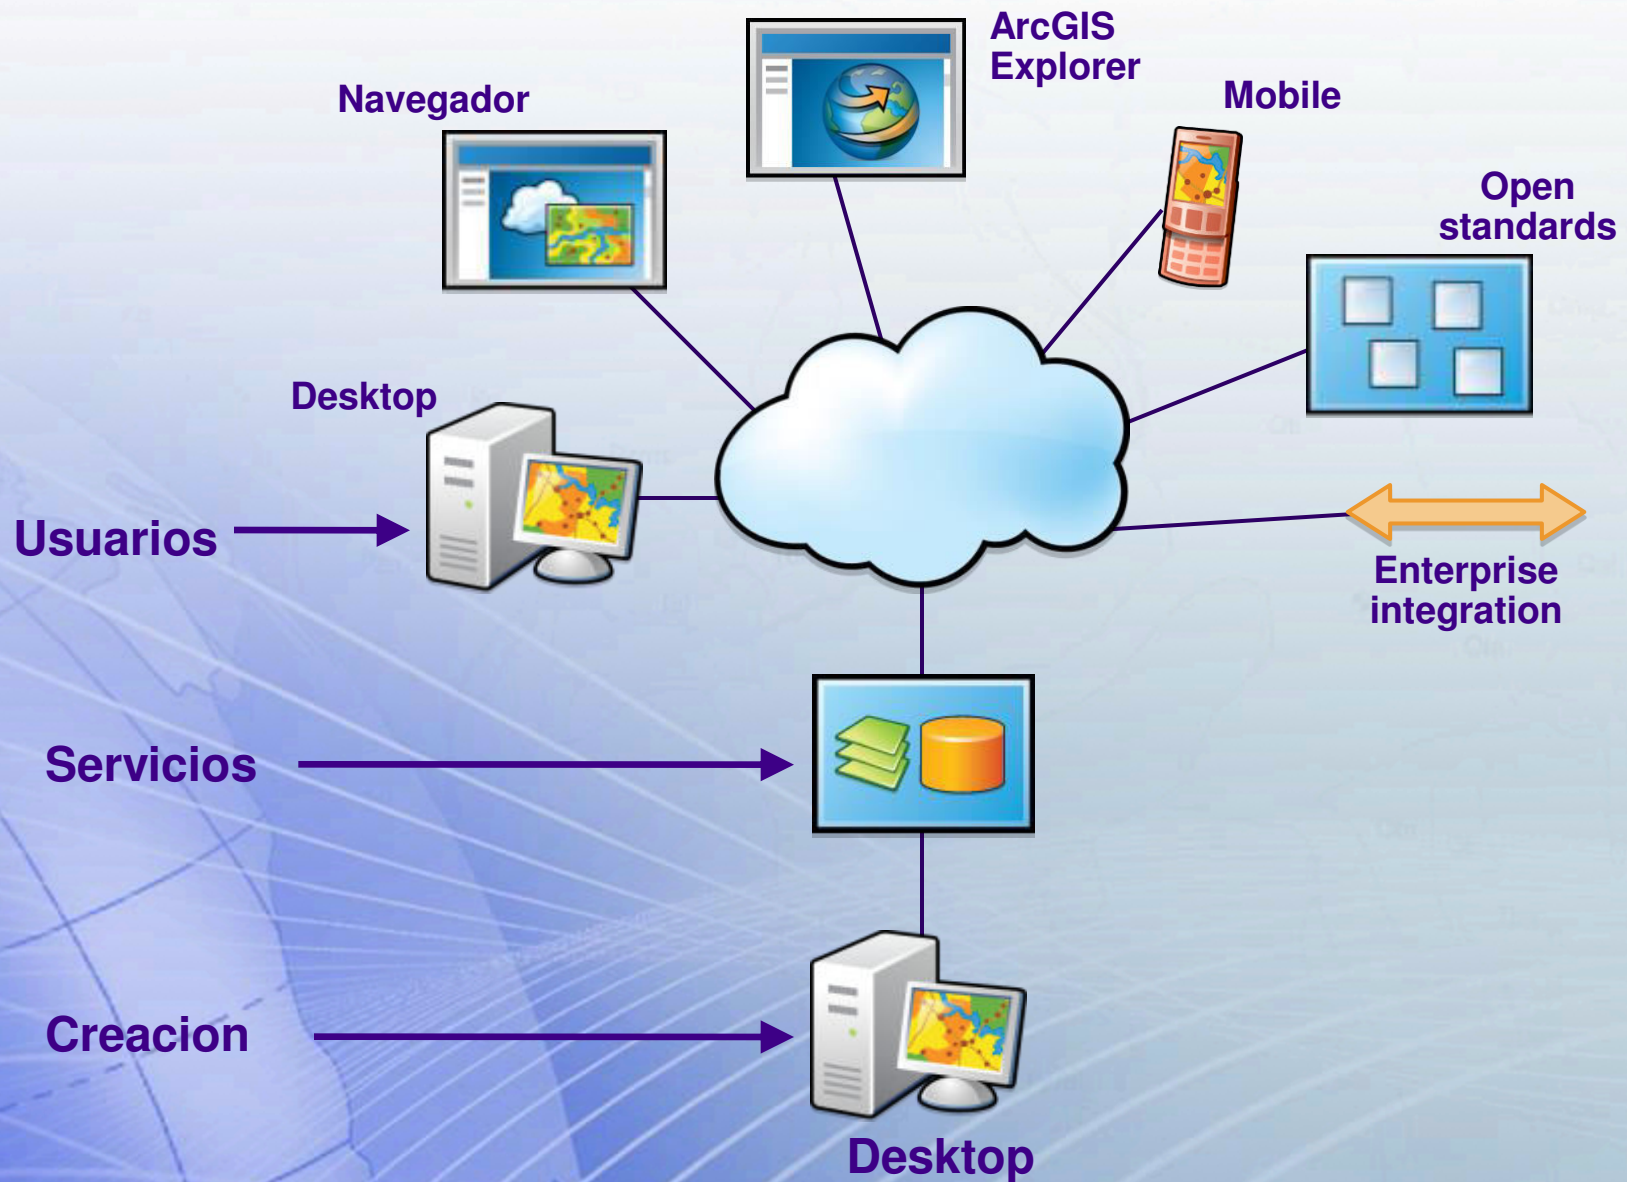 ArcGIS
Explorer
Navegador
Mobile
Open
standards
Desktop
Usuarios
Enterprise
integration
Servicios
Creacion
Desktop